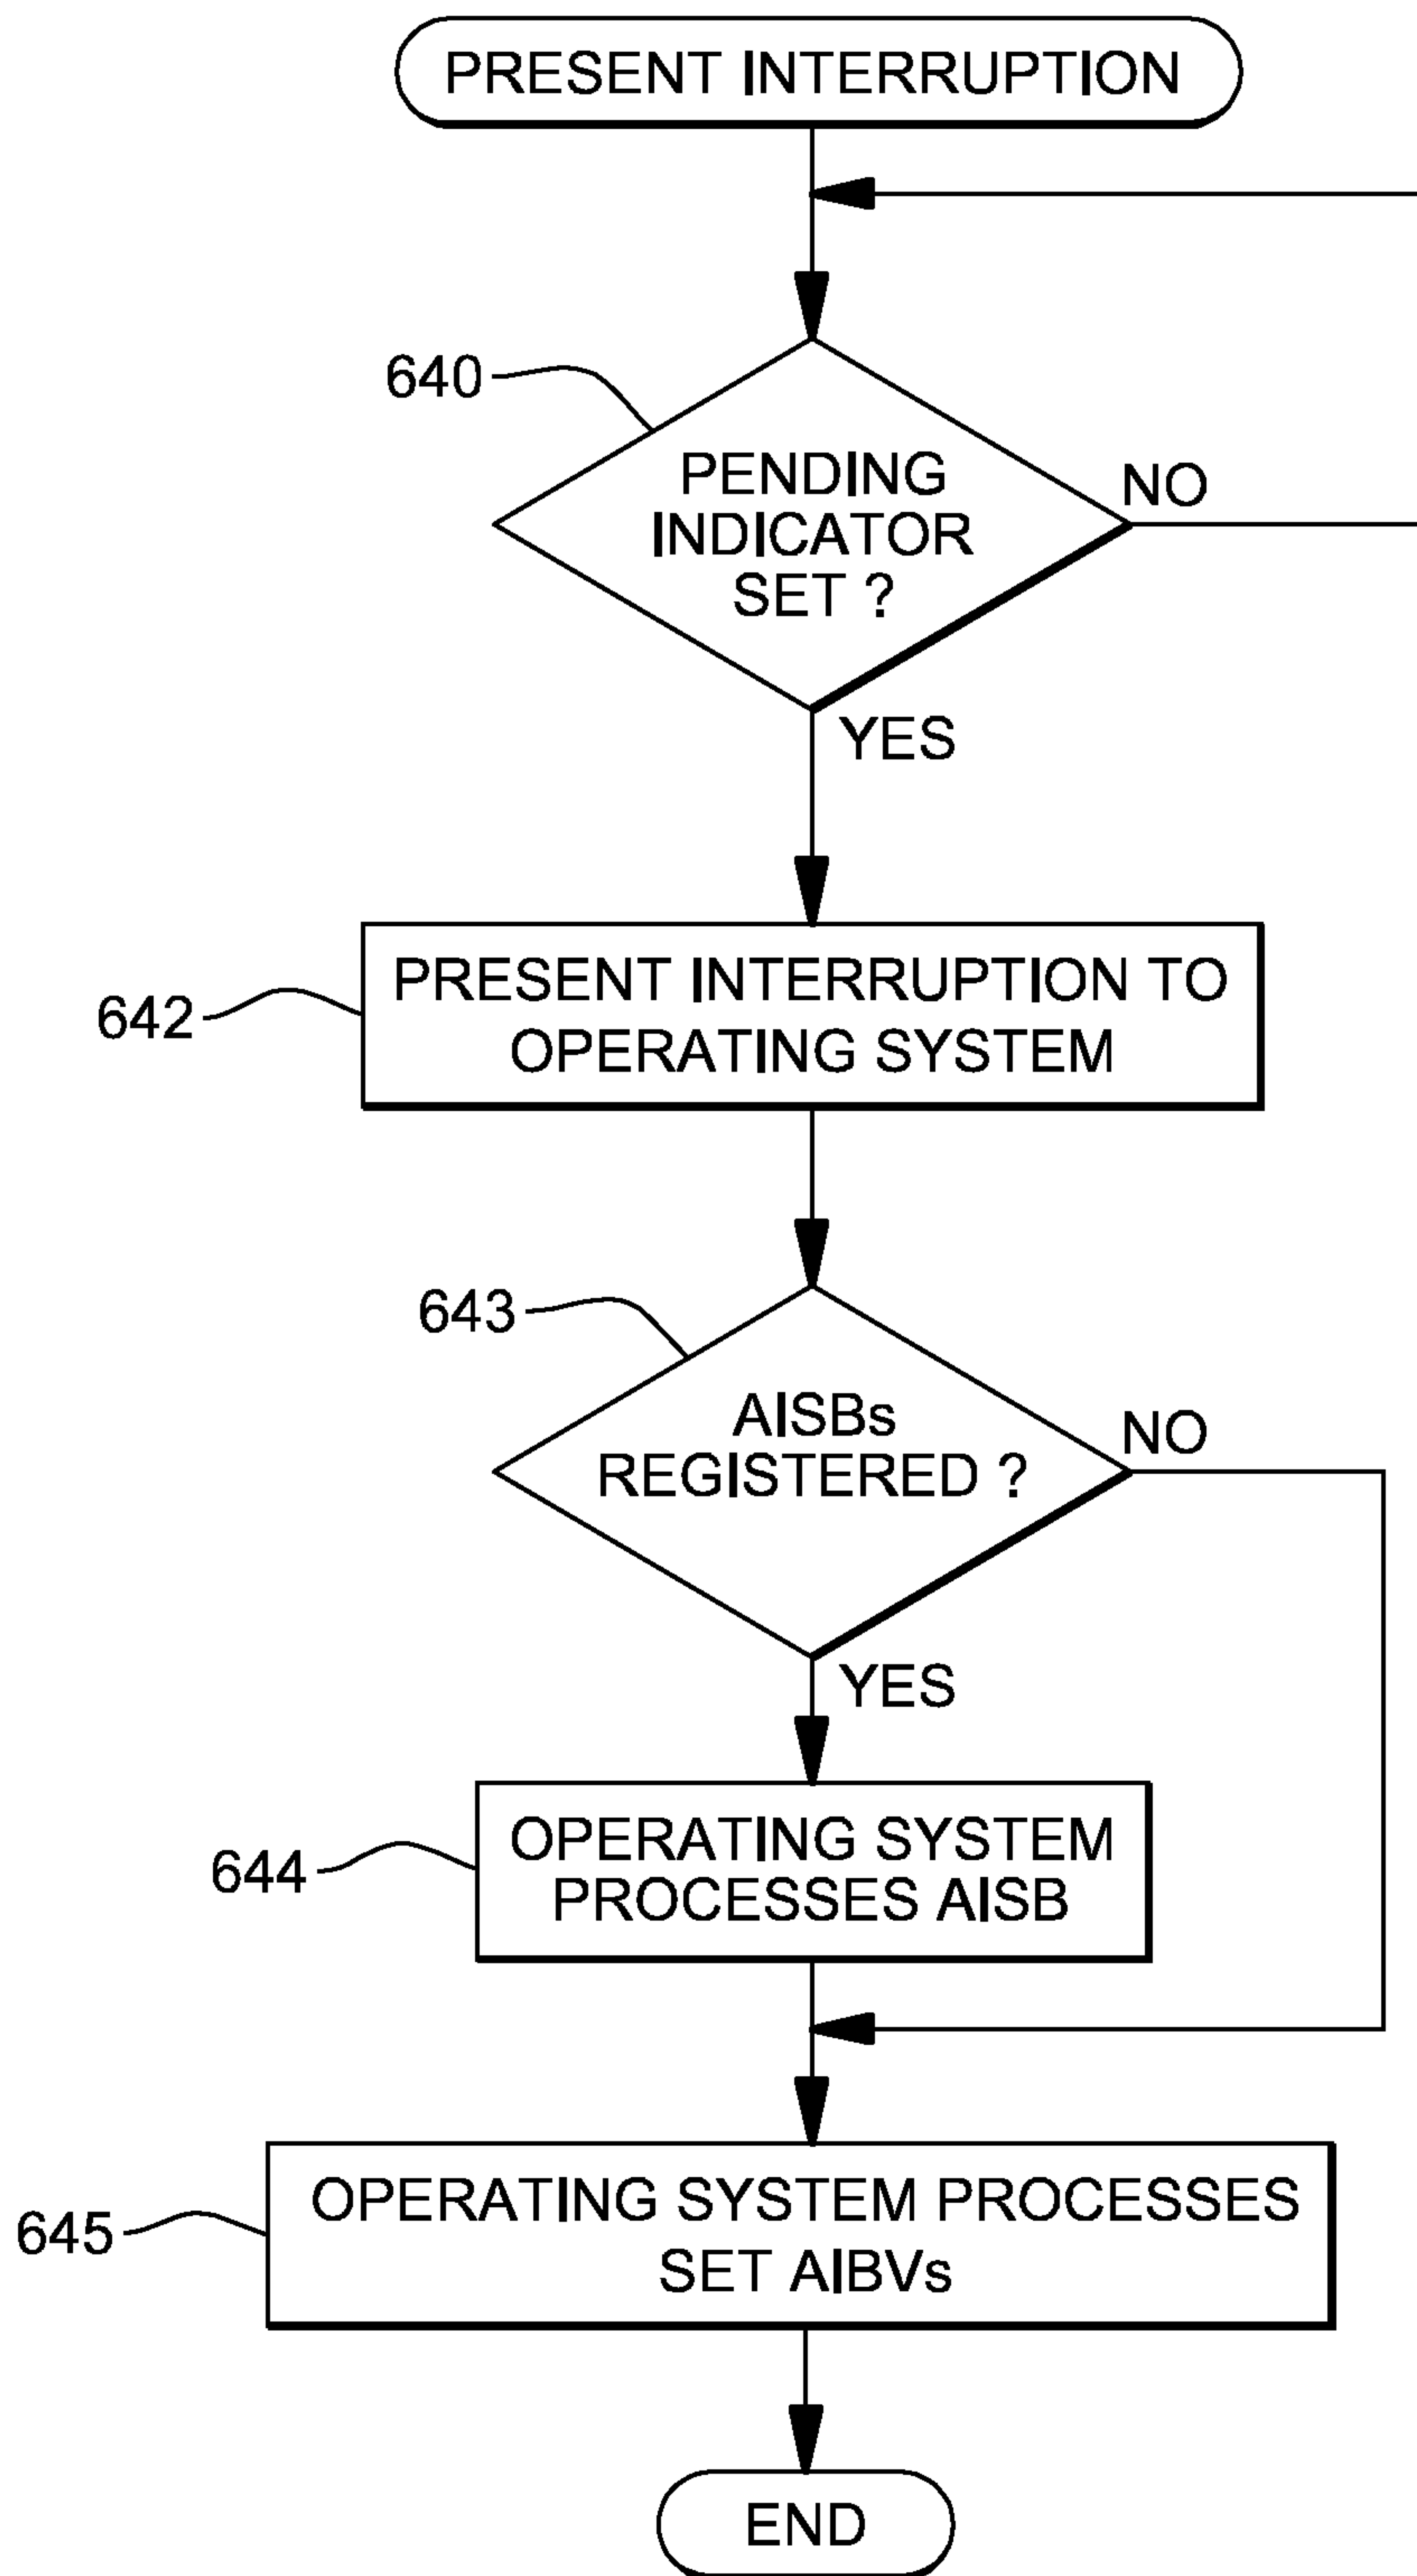 PRESENT INTERRUPTION
640
PENDING
INDICATOR
SET ?
NO
YES
PRESENT INTERRUPTION TO
OPERATING SYSTEM
642
643
AISBs
REGISTERED ?
NO
YES
OPERATING SYSTEM
PROCESSES AISB
644
OPERATING SYSTEM PROCESSES
SET AIBVs
645
END